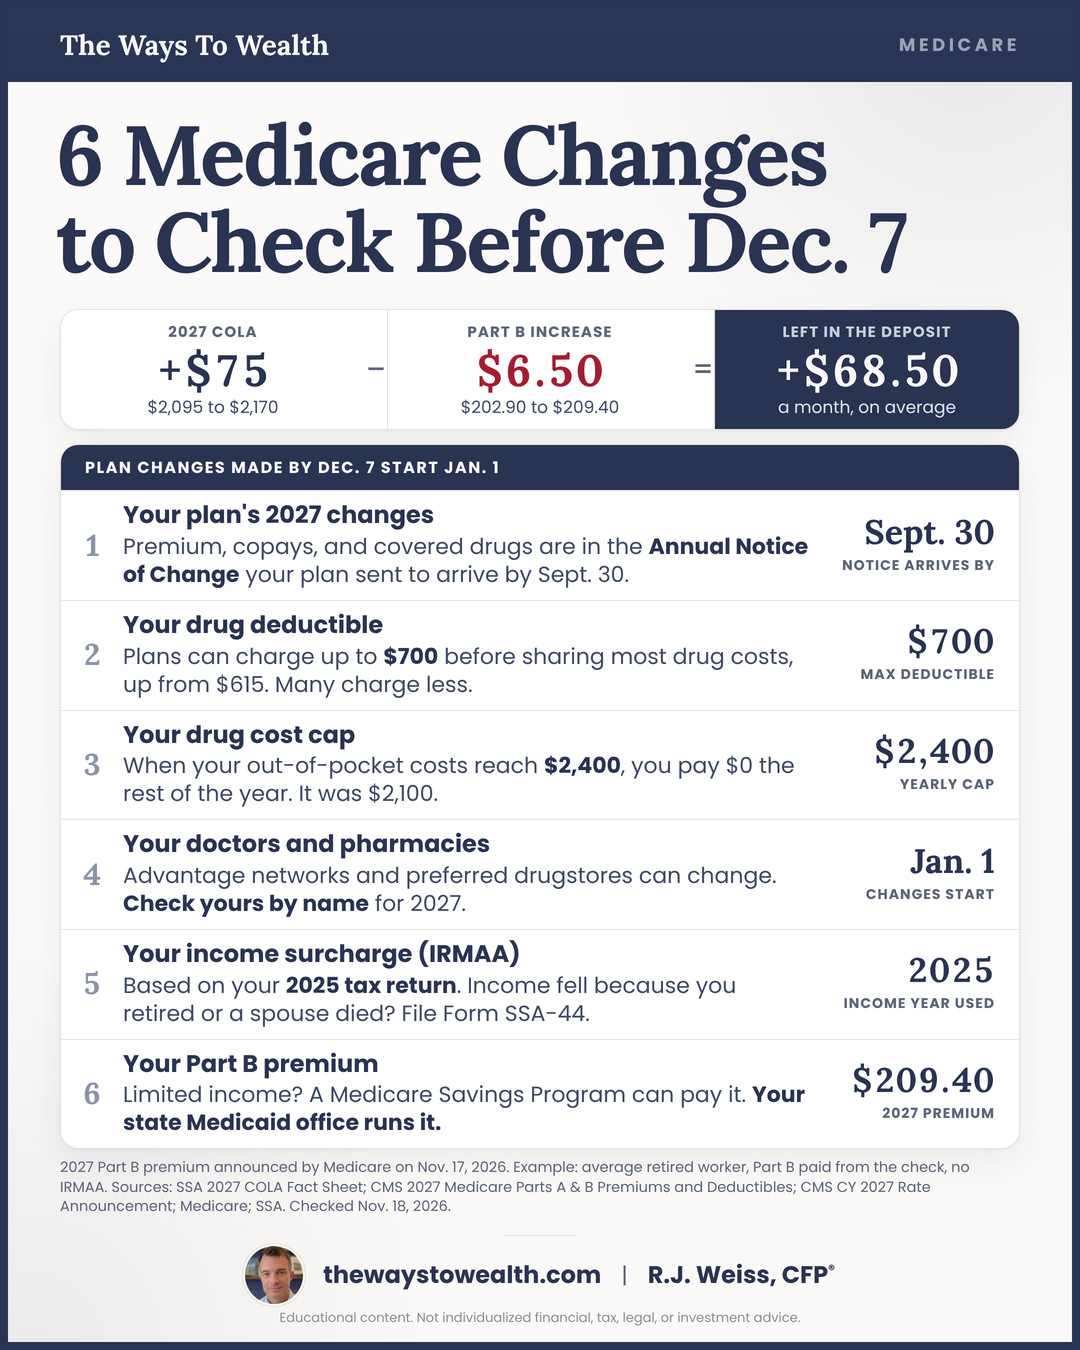 The Ways To Wealth
MEDICARE
6 Medicare Changes
to Check Before Dec. 7
2027 COLA
+$75
$2,095 to $2,170
–
PART B INCREASE
$6.50
$202.90 to $209.40
=
LEFT IN THE DEPOSIT
+$68.50
a month, on average
PLAN CHANGES MADE BY DEC. 7 START JAN. 1
1
Your plan's 2027 changes
Premium, copays, and covered drugs are in the Annual Notice
of Change your plan sent to arrive by Sept. 30.
Sept. 30
NOTICE ARRIVES BY
2
Your drug deductible
Plans can charge up to $700 before sharing most drug costs,
up from $615. Many charge less.
$700
MAX DEDUCTIBLE
3
Your drug cost cap
When your out-of-pocket costs reach $2,400, you pay $0 the
rest of the year. It was $2,100.
$2,400
YEARLY CAP
4
Your doctors and pharmacies
Advantage networks and preferred drugstores can change.
Check yours by name for 2027.
Jan. 1
CHANGES START
5
Your income surcharge (IRMAA)
Based on your 2025 tax return. Income fell because you
retired or a spouse died? File Form SSA-44.
2025
INCOME YEAR USED
6
Your Part B premium
Limited income? A Medicare Savings Program can pay it. Your
state Medicaid office runs it.
$209.40
2027 PREMIUM
2027 Part B premium announced by Medicare on Nov. 17, 2026. Example: average retired worker, Part B paid from the check, no
IRMAA. Sources: SSA 2027 COLA Fact Sheet; CMS 2027 Medicare Parts A & B Premiums and Deductibles; CMS CY 2027 Rate
Announcement; Medicare; SSA. Checked Nov. 18, 2026.
thewaystowealth.com | R.J. Weiss, CFP®
Educational content. Not individualized financial, tax, legal, or investment advice.